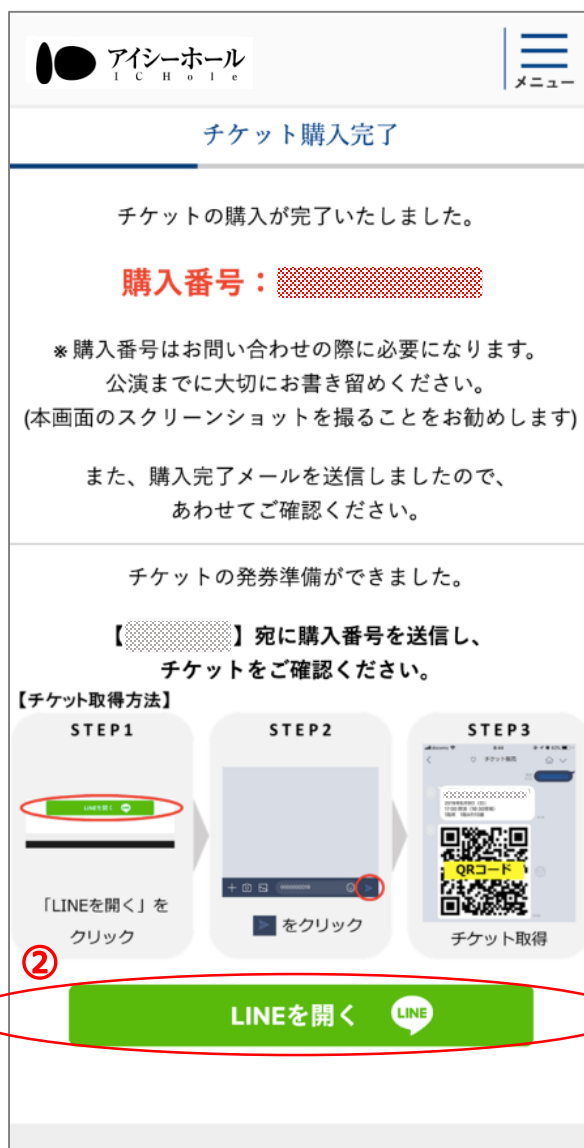 アイシーホール
IC Hole
メニュー
チケット購入完了
チケットの購入が完了いたしました。
購入番号：
※購入番号はお問い合わせの際に必要になります。
公演までに大切にお書き留めください。
(本画面のスクリーンショットを撮ることをお勧めします)
また、購入完了メールを送信しましたので、
あわせてご確認ください。
チケットの発券準備ができました。
【 】宛に購入番号を送信し、
チケットをご確認ください。
【チケット取得方法】
STEP1
LINEを開く
「LINEを開く」を
クリック
STEP2
をクリック
STEP3
QRコード
チケット取得
②
LINEを開く
LINE